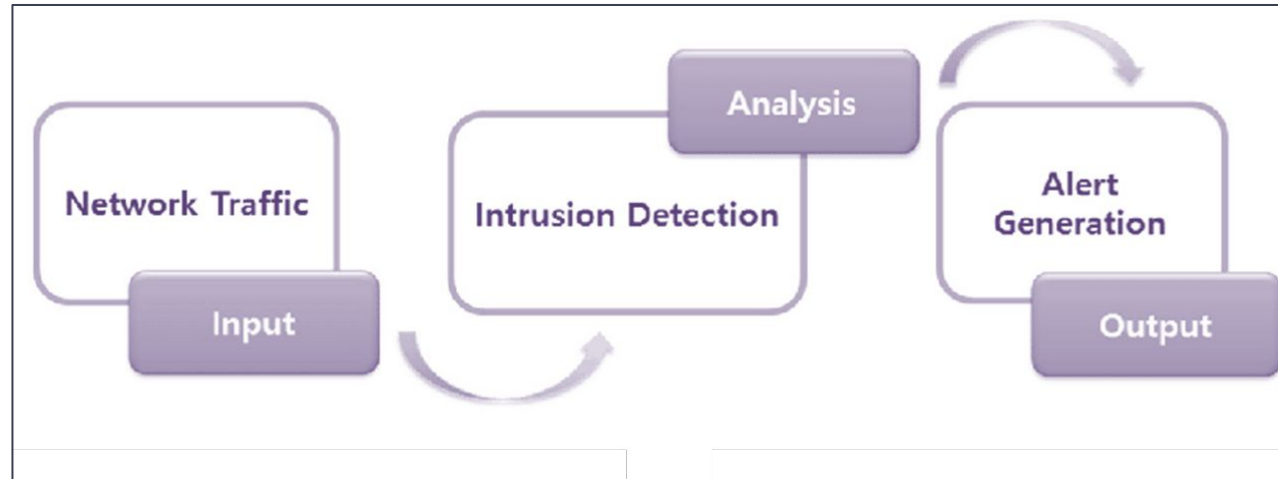 Network Traffic
Input
Analysis
Intrusion Detection
Alert
Generation
Output